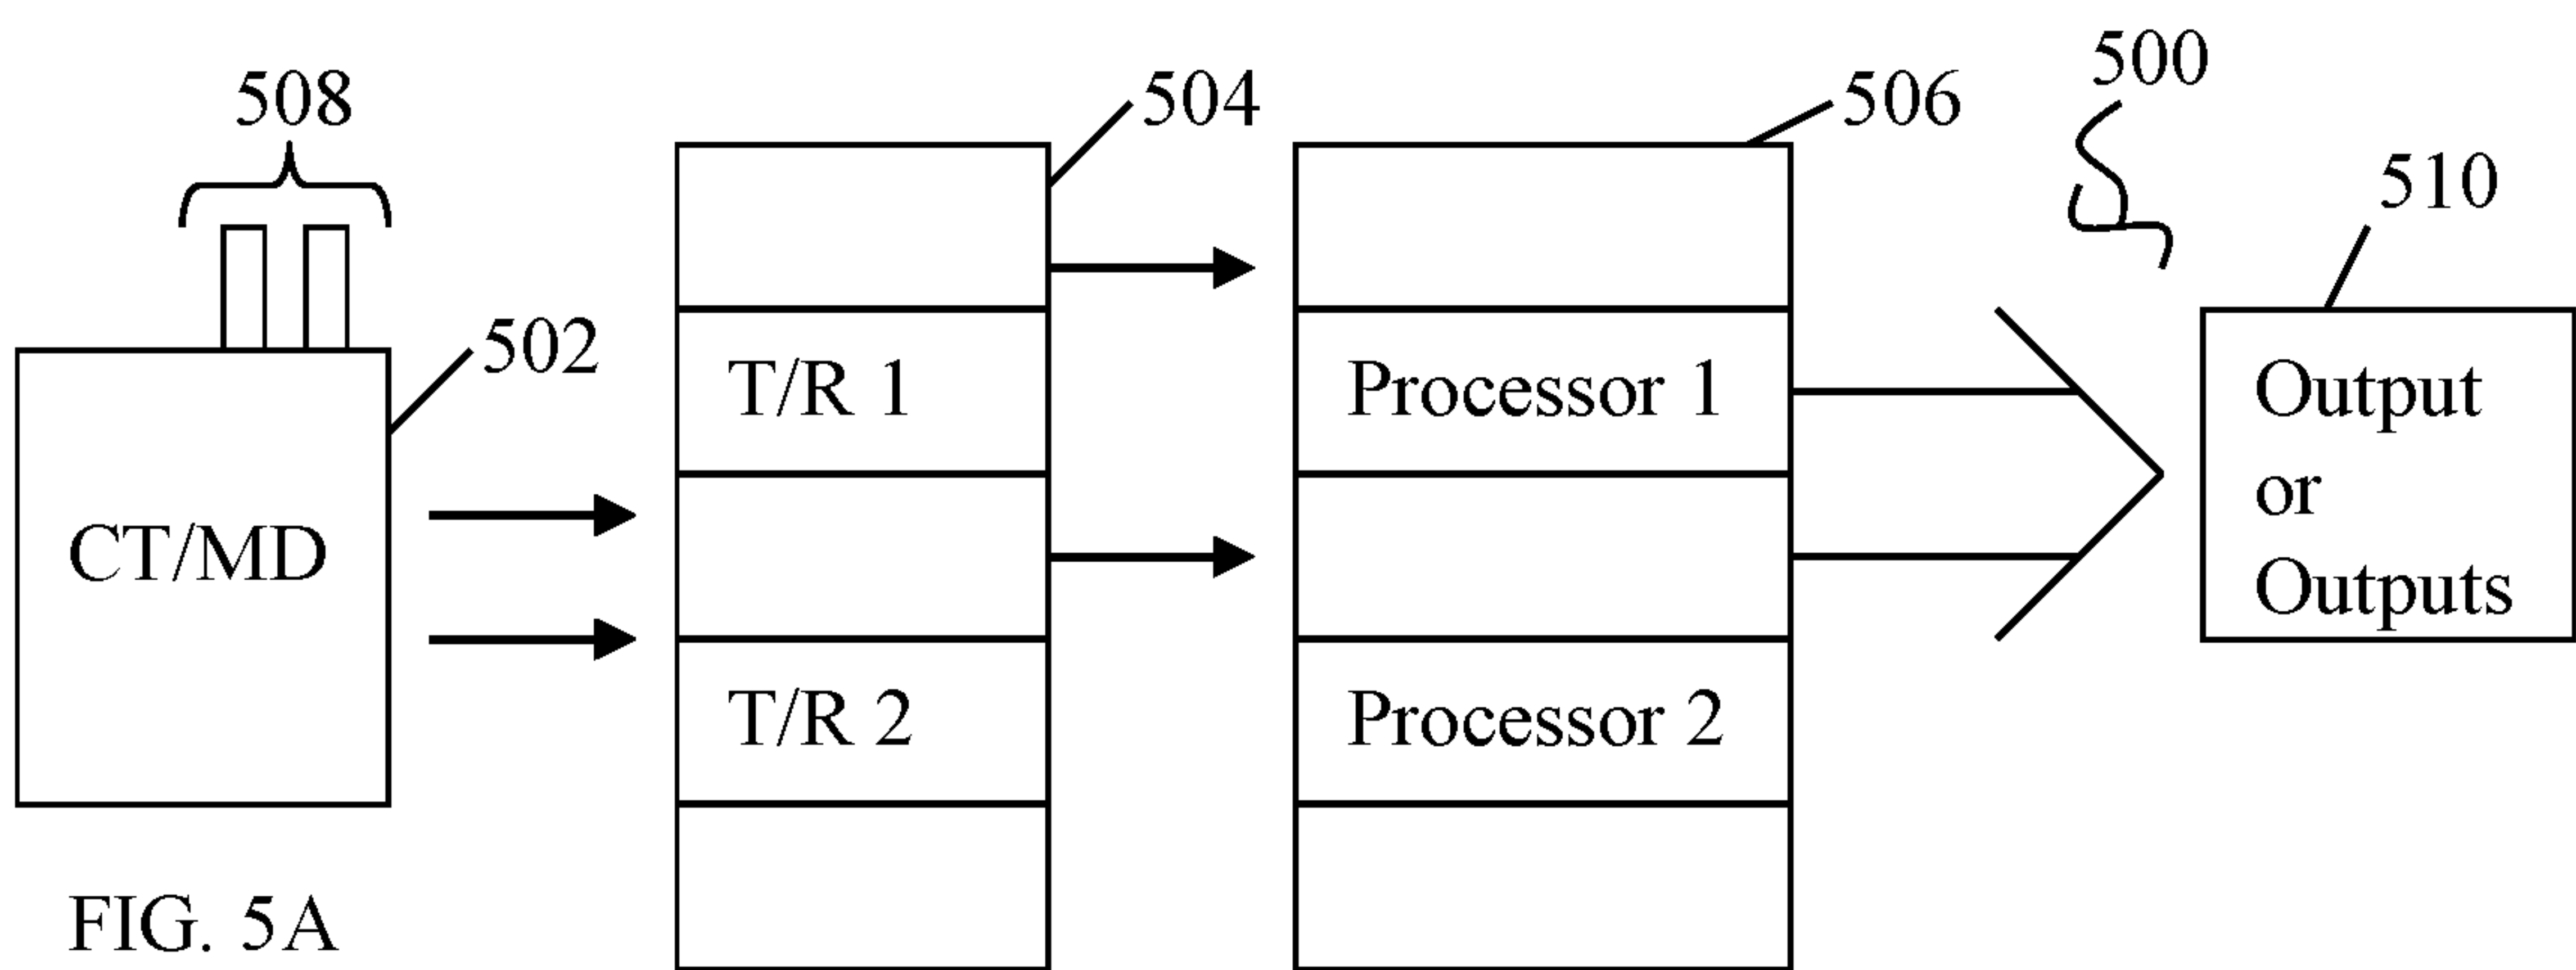 508
504
506
500
510
502
CT/MD
T/R 1
T/R 2
Processor 1
Processor 2
Output
or
Outputs
FIG. 5A